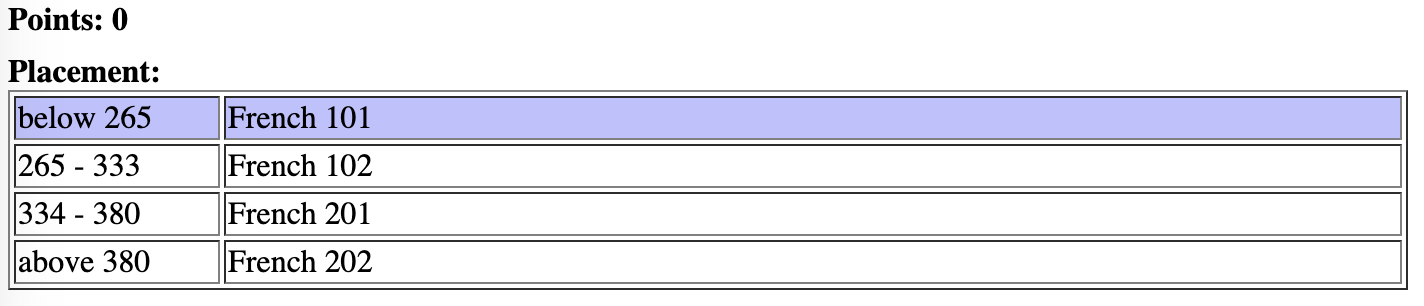 Points: 0
Placement:
below 265 French 101
265 - 333 French 102
334 - 380 French 201
above 380 French 202